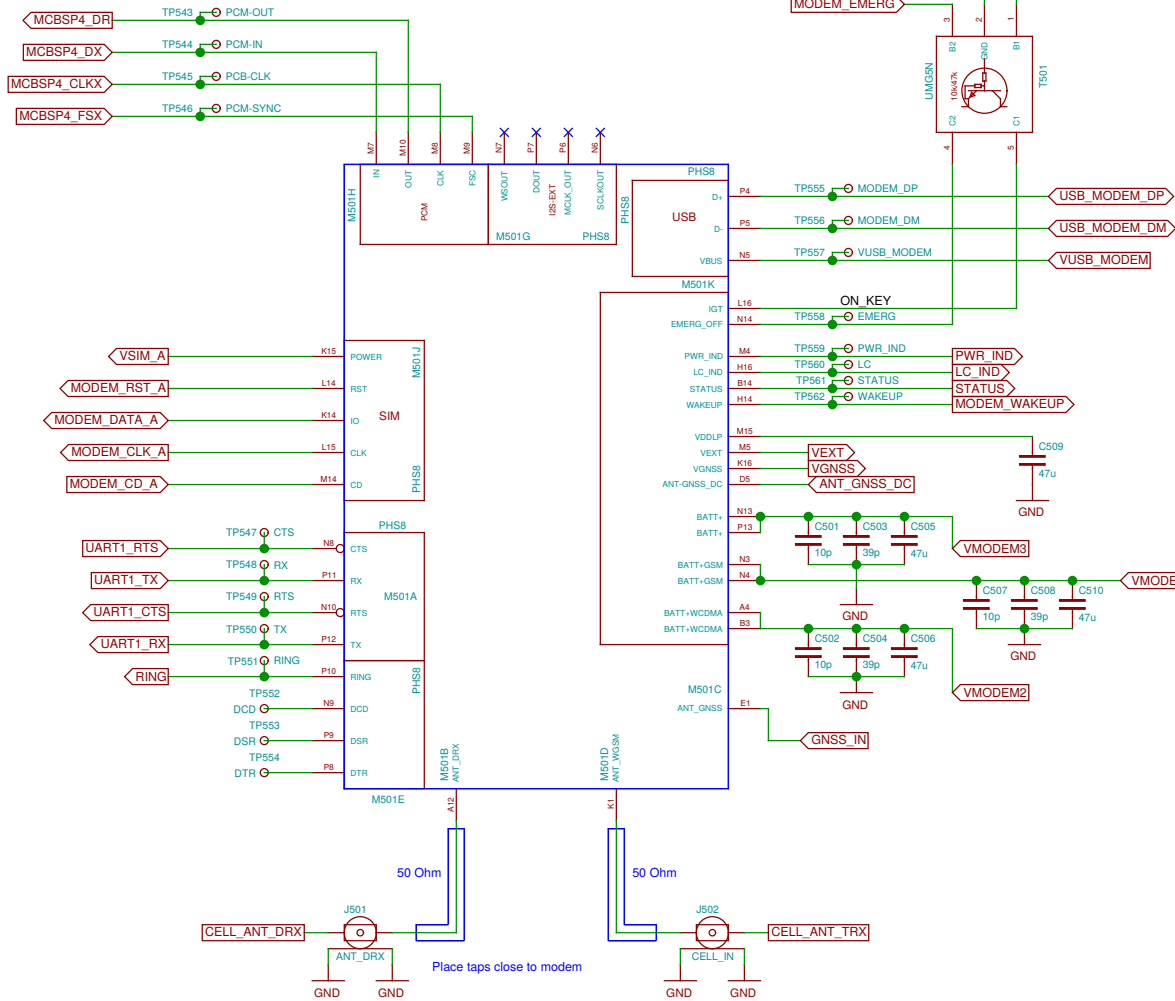 MCBSP4_DR
TP543
PCM-OUT
MCBSP4_DX
TP544
PCM-IN
MCBSP4_CLKX
TP545
PCB-CLK
MCBSP4_FSX
TP546
PCM-SYNC
MODEM_EMERG
3
2
1
B2
GND
B1
UMG5N
10k/47k
T501
C2
C1
4
5
M7
M10
M8
M9
N7
P7
P6
N6
IN
OUT
CLK
FSC
WSOUT
DOUT
MCLK_OUT
SCLKOUT
M501H
PCM
I2S-EXT
M501G
PHS8
PHS8
PHS8
USB
D+
P4
TP555
MODEM_DP
USB_MODEM_DP
D-
P5
TP556
MODEM_DM
USB_MODEM_DM
VBUS
N5
TP557
VUSB_MODEM
VUSB_MODEM
M501K
IGT
L16
ON_KEY
EMERG_OFF
N14
TP558
EMERG
PWR_IND
M4
TP559
PWR_IND
PWR_IND
LC_IND
H16
TP560
LC
LC_IND
STATUS
B14
TP561
STATUS
STATUS
WAKEUP
H14
TP562
WAKEUP
MODEM_WAKEUP
VDDLP
M15
C509
47u
GND
VEXT
M5
VEXT
VGNSS
K16
VGNSS
ANT-GNSS_DC
D5
ANT_GNSS_DC
BATT+
N13
BATT+
P13
C501
10p
C503
39p
C505
47u
VMODEM3
GND
BATT+GSM
N3
BATT+GSM
N4
VMODE
C507
10p
C508
39p
C510
47u
GND
BATT+WCDMA
A4
BATT+WCDMA
B3
C502
10p
C504
39p
C506
47u
VMODEM2
GND
M501C
ANT_GNSS
E1
GNSS_IN
VSIM_A
K15
POWER
MODEM_RST_A
L14
RST
MODEM_DATA_A
K14
IO
MODEM_CLK_A
L15
CLK
MODEM_CD_A
M14
CD
M501J
SIM
PHS8
PHS8
TP547
CTS
UART1_RTS
N8
CTS
TP548
RX
UART1_TX
P11
RX
M501A
TP549
RTS
UART1_CTS
N10
RTS
TP550
TX
UART1_RX
P12
TX
TP551
RING
RING
P10
RING
PHS8
TP552
DCD
N9
DCD
TP553
DSR
P9
DSR
TP554
DTR
P8
DTR
M501E
M501B
ANT_DRX
A12
M501D
ANT_WGSM
K1
50 Ohm
50 Ohm
CELL_ANT_DRX
J501
ANT_DRX
GND
GND
Place taps close to modem
J502
CELL_IN
CELL_ANT_TRX
GND
GND